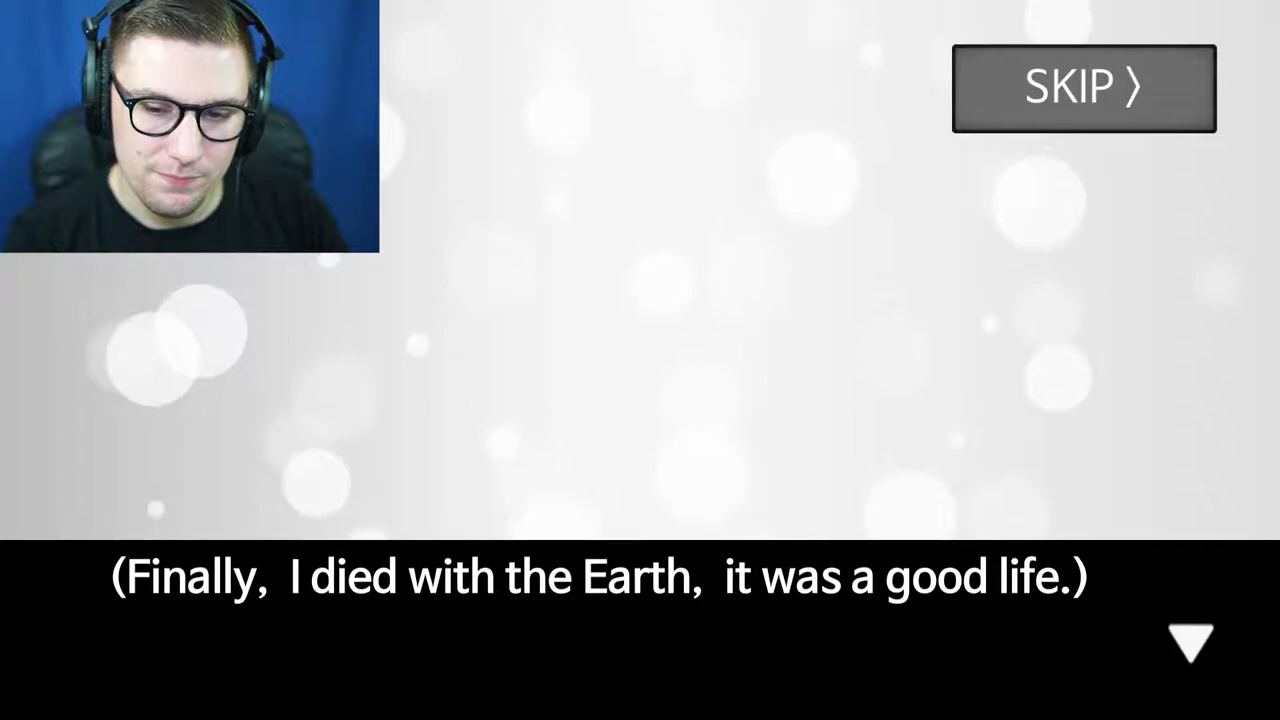 SKIP 〉
(Finally, I died with the Earth, it was a good life.)